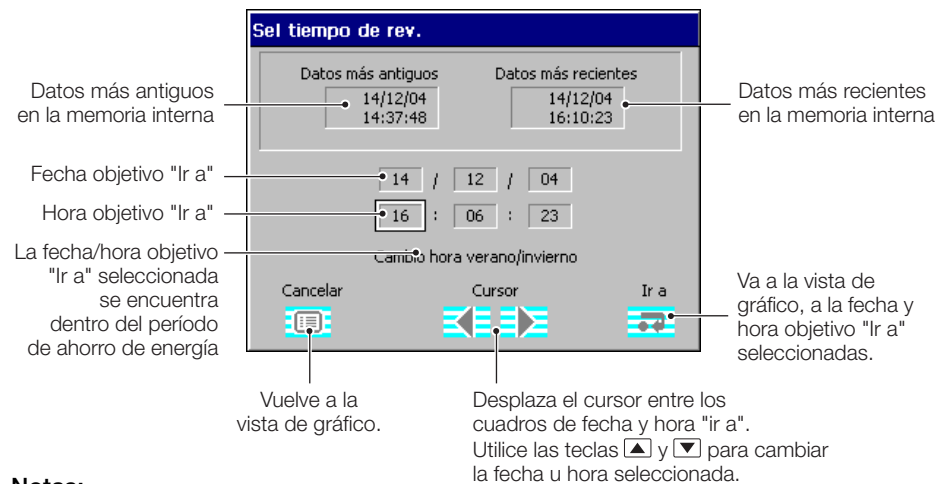 Sel tiempo de rev.
Datos más antiguos
Datos más recientes
14/12/04
14:37:48
14/12/04
16:10:23
Datos más antiguos
en la memoria interna
Datos más recientes
en la memoria interna
Fecha objetivo "Ir a"
14 / 12 / 04
Hora objetivo "Ir a"
16 : 06 : 23
La fecha/hora objetivo
"Ir a" seleccionada
se encuentra
dentro del período
de ahorro de energía
Cambio hora verano/invierno
Cancelar
Cursor
Ir a
Va a la vista de
gráfico, a la fecha y
hora objetivo "Ir a"
seleccionadas.
Vuelve a la
vista de gráfico.
Desplaza el cursor entre los
cuadros de fecha y hora "ir a".
Utilice las teclas ▲ y ▼ para cambiar
la fecha u hora seleccionada.
Notas: